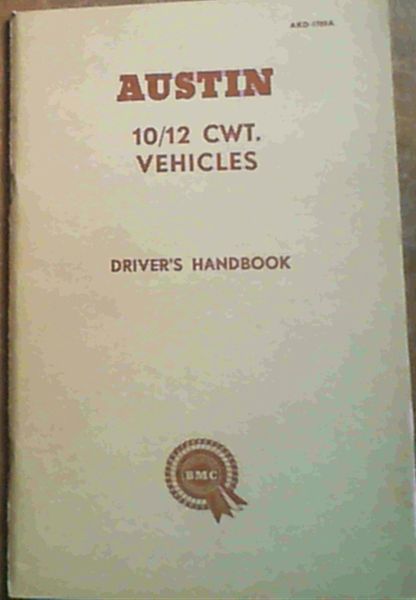 AUSTIN
10/12 CWT.
VEHICLES
DRIVER'S HANDBOOK
BMC